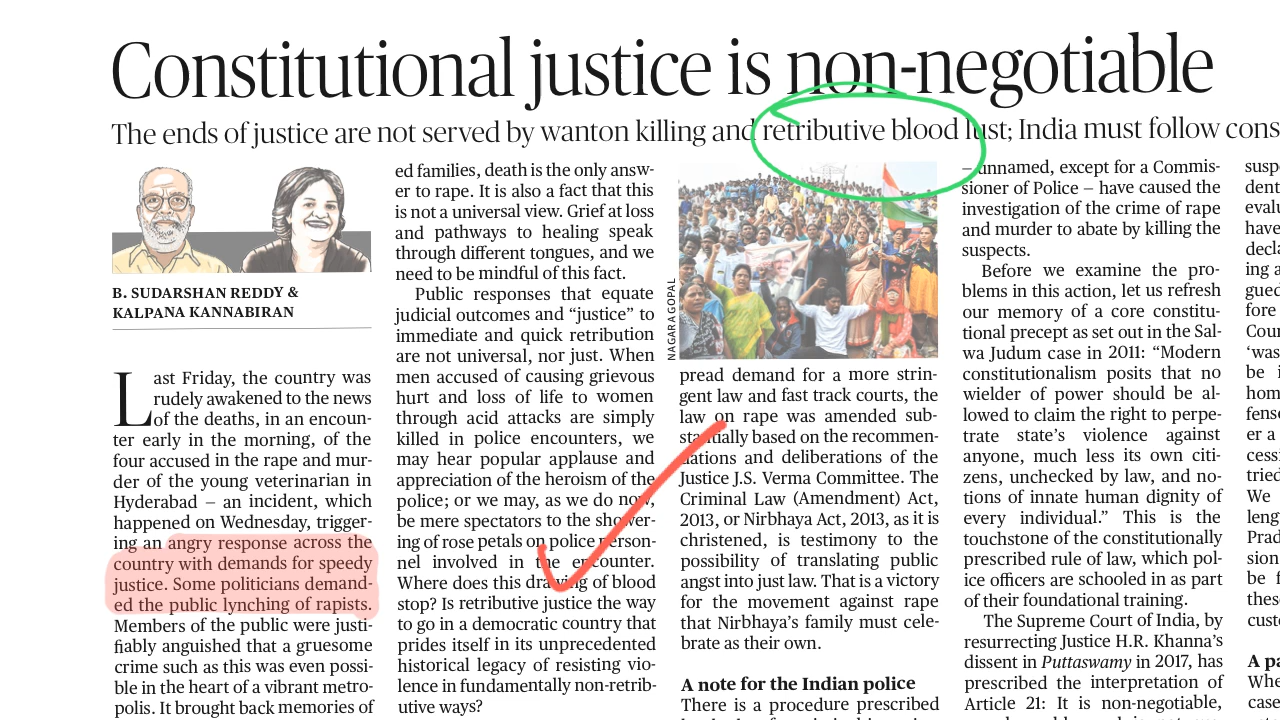 Constitutional justice is non-negotiable
The ends of justice are not served by wanton killing and retributive blood lust; India must follow cons
B. SUDARSHAN REDDY &
KALPANA KANNABIRAN
Last Friday, the country was
rudely awakened to the news
of the deaths, in an encoun-
ter early in the morning, of the
four accused in the rape and mur-
der of the young veterinarian in
Hyderabad – an incident, which
happened on Wednesday, trigger-
ing an angry response across the
country with demands for speedy
justice. Some politicians demand-
ed the public lynching of rapists.
Members of the public were justi-
fiably anguished that a gruesome
crime such as this was even possi-
ble in the heart of a vibrant metro-
polis. It brought back memories of
ed families, death is the only answ-
er to rape. It is also a fact that this
is not a universal view. Grief at loss
and pathways to healing speak
through different tongues, and we
need to be mindful of this fact.
Public responses that equate
judicial outcomes and “justice” to
immediate and quick retribution
are not universal, nor just. When
men accused of causing grievous
hurt and loss of life to women
through acid attacks are simply
killed in police encounters, we
may hear popular applause and
appreciation of the heroism of the
police; or we may, as we do now,
be mere spectators to the shower-
ing of rose petals on police person-
nel involved in the encounter.
Where does this drawing of blood
stop? Is retributive justice the way
to go in a democratic country that
prides itself in its unprecedented
historical legacy of resisting vio-
lence in fundamentally non-retrib-
utive ways?
NAGARA GOPAL
pread demand for a more strin-
gent law and fast track courts, the
law on rape was amended sub-
stantially based on the recommen-
dations and deliberations of the
Justice J.S. Verma Committee. The
Criminal Law (Amendment) Act,
2013, or Nirbhaya Act, 2013, as it is
christened, is testimony to the
possibility of translating public
angst into just law. That is a victory
for the movement against rape
that Nirbhaya’s family must cele-
brate as their own.
A note for the Indian police
There is a procedure prescribed
– unnamed, except for a Commis-
sioner of Police – have caused the
investigation of the crime of rape
and murder to abate by killing the
suspects.
Before we examine the pro-
blems in this action, let us refresh
our memory of a core constitu-
tional precept as set out in the Sal-
wa Judum case in 2011: “Modern
constitutionalism posits that no
wielder of power should be al-
lowed to claim the right to perpe-
trate state’s violence against
anyone, much less its own citi-
zens, unchecked by law, and no-
tions of innate human dignity of
every individual.” This is the
touchstone of the constitutionally
prescribed rule of law, which pol-
ice officers are schooled in as part
of their foundational training.
The Supreme Court of India, by
resurrecting Justice H.R. Khanna’s
dissent in Puttaswamy in 2017, has
prescribed the interpretation of
Article 21: It is non-negotiable,
susp
dent
evalu
have
decla
ing a
gued
fore
Cour
‘was
be i
hom
fens
er a
cessi
tried
We
leng
Prad
sion
be f
thes
cust
A pa
Whe
case